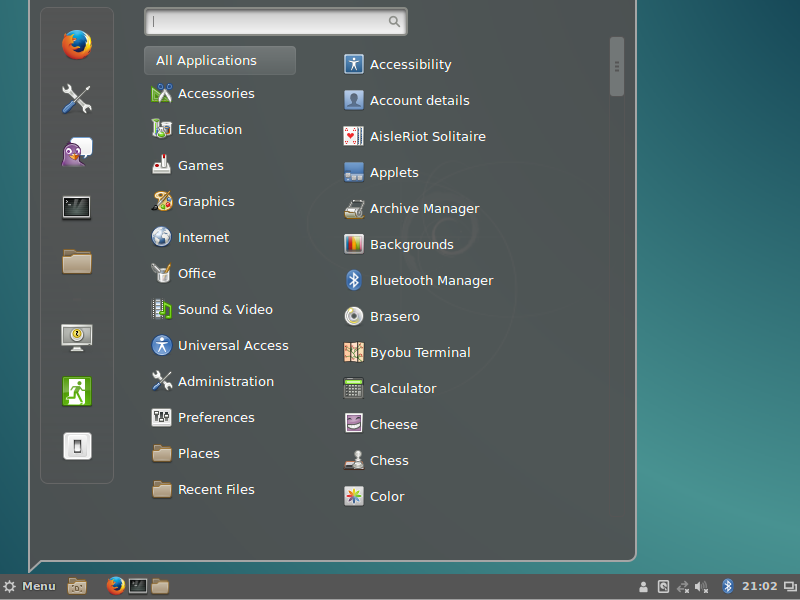 All Applications
Accessories
Education
Games
Graphics
Internet
Office
Sound & Video
Universal Access
Administration
Preferences
Places
Recent Files
Accessibility
Account details
AisleRiot Solitaire
Applets
Archive Manager
Backgrounds
Bluetooth Manager
Brasero
Byobu Terminal
Calculator
Cheese
Chess
Color
Menu
21:02